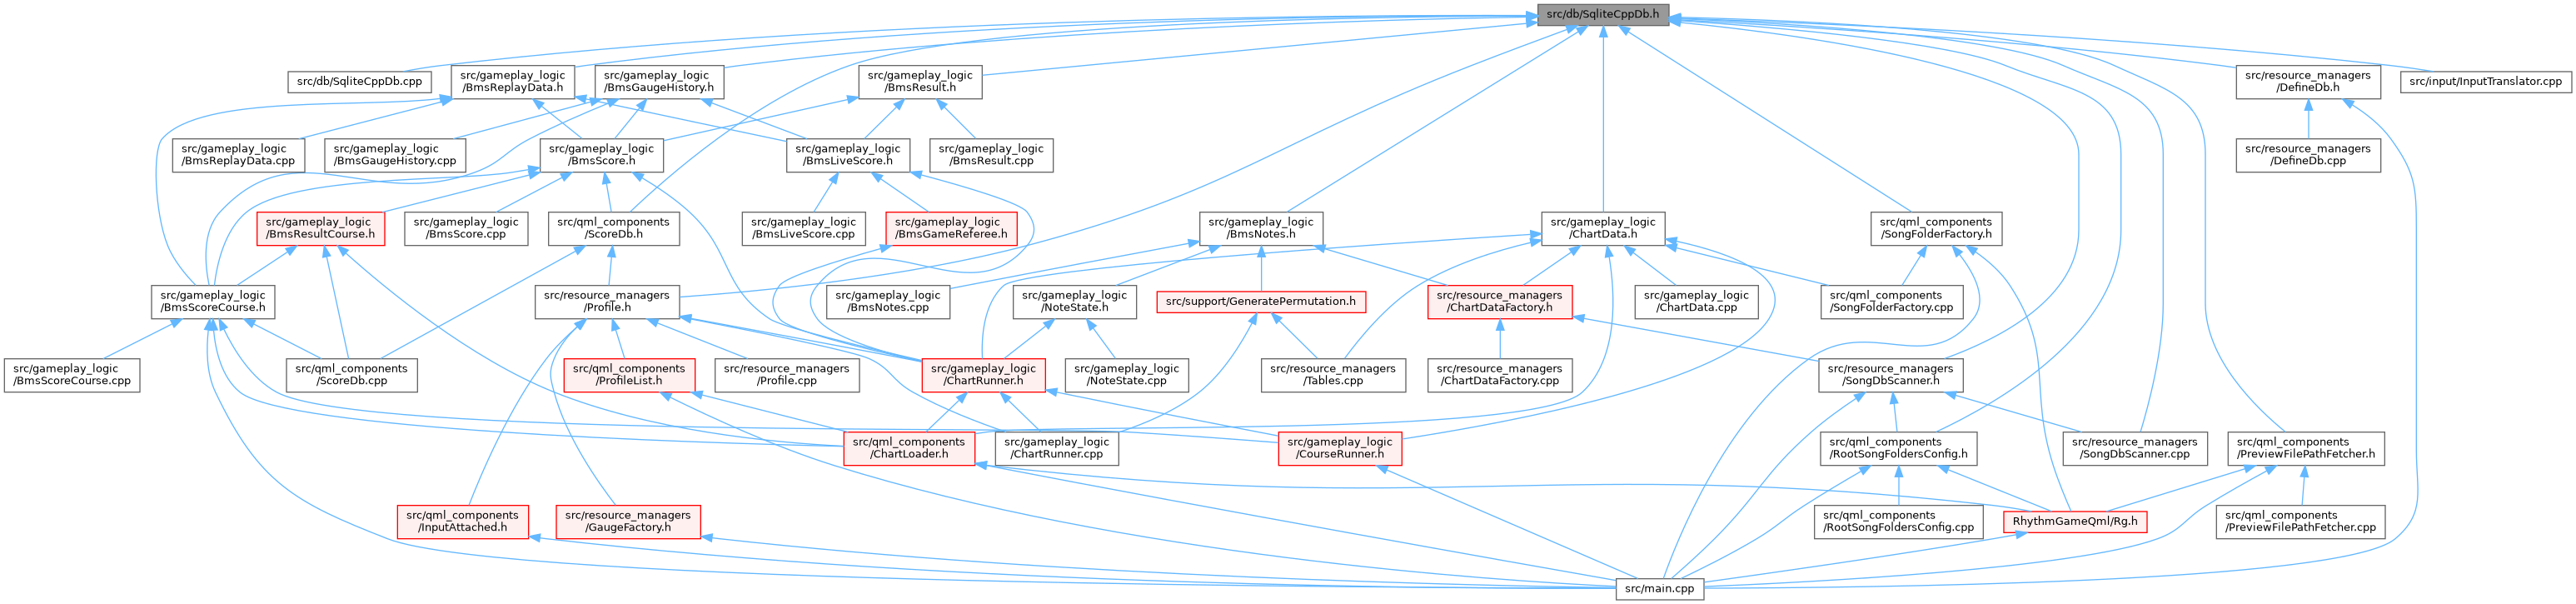 src/db/SqliteCppDb.h
src/db/SqliteCppDb.cpp
src/gameplay_logic
/BmsReplayData.h
src/gameplay_logic
/BmsGaugeHistory.h
src/gameplay_logic
/BmsResult.h
src/resource_managers
/DefineDb.h
src/input/InputTranslator.cpp
src/gameplay_logic
/BmsReplayData.cpp
src/gameplay_logic
/BmsGaugeHistory.cpp
src/gameplay_logic
/BmsScore.h
src/gameplay_logic
/BmsLiveScore.h
src/gameplay_logic
/BmsResult.cpp
src/resource_managers
/DefineDb.cpp
src/gameplay_logic
/BmsResultCourse.h
src/gameplay_logic
/BmsScore.cpp
src/qml_components
/ScoreDb.h
src/gameplay_logic
/BmsLiveScore.cpp
src/gameplay_logic
/BmsGameReferee.h
src/gameplay_logic
/BmsNotes.h
src/gameplay_logic
/ChartData.h
src/qml_components
/SongFolderFactory.h
src/gameplay_logic
/BmsScoreCourse.h
src/resource_managers
/Profile.h
src/gameplay_logic
/BmsNotes.cpp
src/gameplay_logic
/NoteState.h
src/support/GeneratePermutation.h
src/resource_managers
/ChartDataFactory.h
src/gameplay_logic
/ChartData.cpp
src/qml_components
/SongFolderFactory.cpp
src/gameplay_logic
/BmsScoreCourse.cpp
src/qml_components
/ScoreDb.cpp
src/qml_components
/ProfileList.h
src/resource_managers
/Profile.cpp
src/gameplay_logic
/ChartRunner.h
src/gameplay_logic
/NoteState.cpp
src/resource_managers
/Tables.cpp
src/resource_managers
/ChartDataFactory.cpp
src/resource_managers
/SongDbScanner.h
src/qml_components
/ChartLoader.h
src/gameplay_logic
/ChartRunner.cpp
src/gameplay_logic
/CourseRunner.h
src/qml_components
/RootSongFoldersConfig.h
src/resource_managers
/SongDbScanner.cpp
src/qml_components
/PreviewFilePathFetcher.h
src/qml_components
/InputAttached.h
src/resource_managers
/GaugeFactory.h
src/qml_components
/RootSongFoldersConfig.cpp
RhythmGameQml/Rg.h
src/qml_components
/PreviewFilePathFetcher.cpp
src/main.cpp